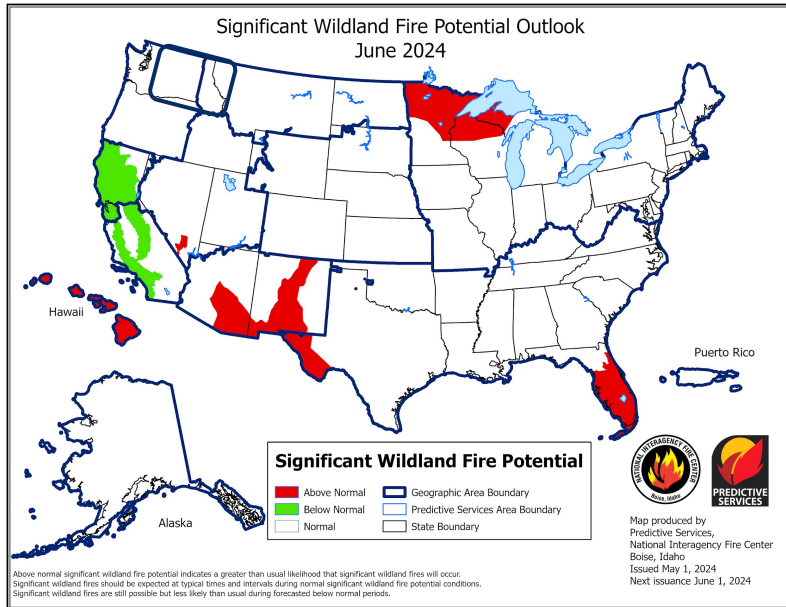 Significant Wildland Fire Potential Outlook
June 2024
Hawaii
Puerto Rico
Alaska
Significant Wildland Fire Potential
Above Normal
Below Normal
Normal
Geographic Area Boundary
Predictive Services Area Boundary
State Boundary
NATIONAL INTERAGENCY FIRE CENTER
Boise, Idaho
PREDICTIVE
SERVICES
Map produced by
Predictive Services,
National Interagency Fire Center
Boise, Idaho
Issued May 1, 2024
Next issuance June 1, 2024
Above normal significant wildland fire potential indicates a greater than usual likelihood that significant wildland fires will occur.
Significant wildland fires should be expected at typical times and intervals during normal significant wildland fire potential conditions.
Significant wildland fires are still possible but less likely than usual during forecasted below normal periods.